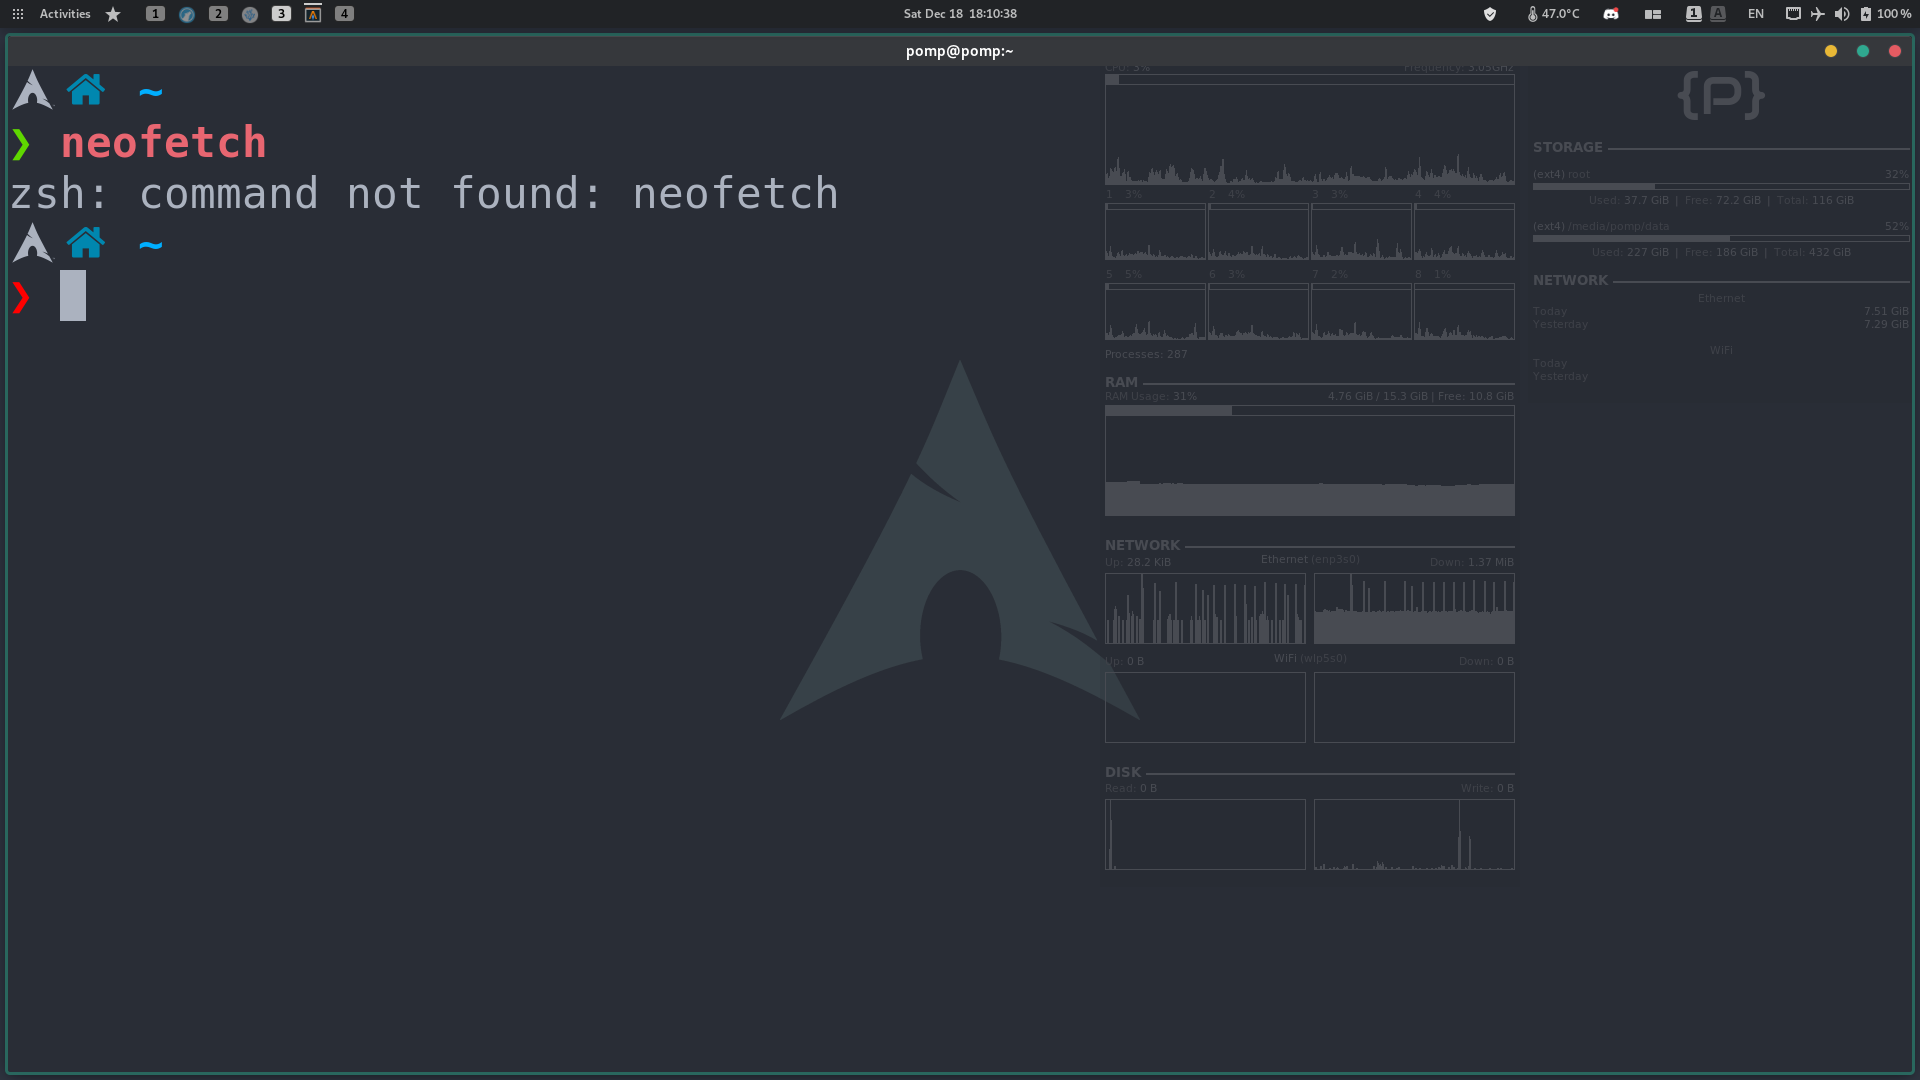 Activities 1 2 3 4 Sat Dec 18 18:10:38 47.0°C 1 A EN 100 %
pomp@pomp:~
~
❯ neofetch
zsh: command not found: neofetch
~
❯
CPU: 3% Frequency: 3.05GHz
1 3% 2 4% 3 3% 4 4%
5 5% 6 3% 7 2% 8 1%
Processes: 287
RAM
RAM Usage: 31% 4.76 GiB / 15.3 GiB | Free: 10.8 GiB
NETWORK
Ethernet (enp3s0)
Up: 28.2 KiB Down: 1.37 MiB
WiFi (wlp5s0)
Up: 0 B Down: 0 B
DISK
Read: 0 B Write: 0 B
{P}
STORAGE
(ext4) root 32%
Used: 37.7 GiB | Free: 72.2 GiB | Total: 116 GiB
(ext4) /media/pomp/data 52%
Used: 227 GiB | Free: 186 GiB | Total: 432 GiB
NETWORK
Ethernet
Today 7.51 GiB
Yesterday 7.29 GiB
WiFi
Today
Yesterday